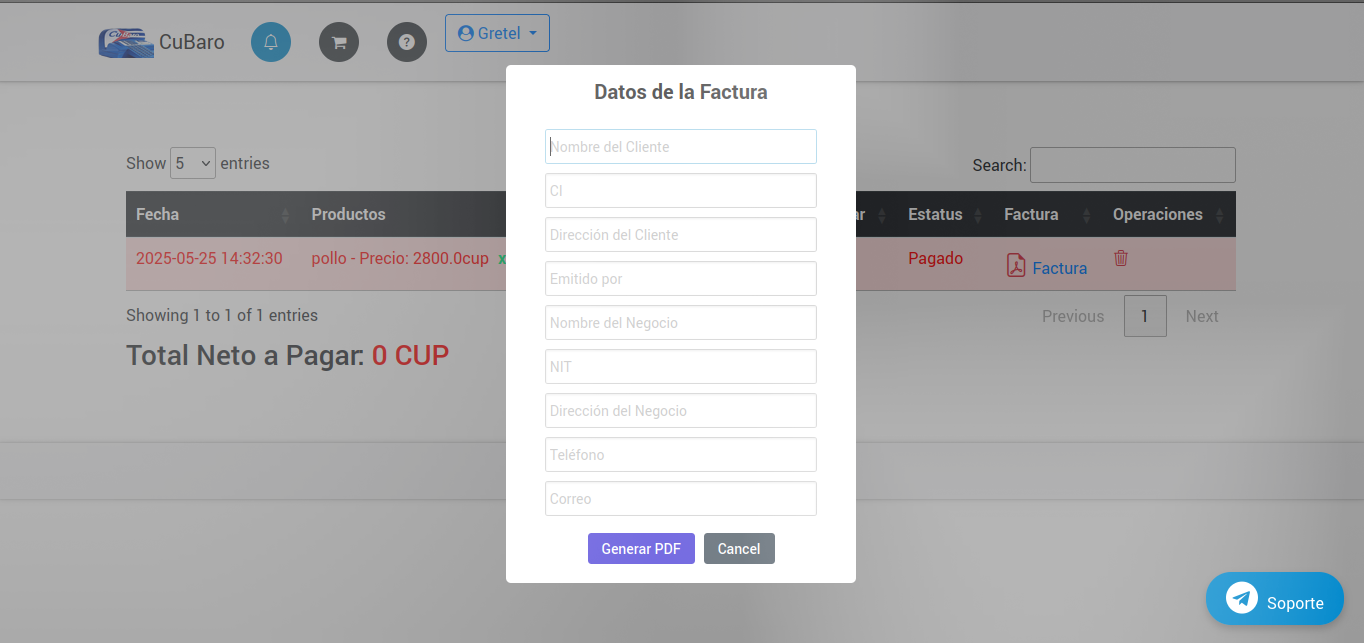 CuBaro
?
Gretel
Datos de la Factura
Nombre del Cliente
CI
Dirección del Cliente
Emitido por
Nombre del Negocio
NIT
Dirección del Negocio
Teléfono
Correo
Generar PDF Cancel
Show 5 entries
Search:
Fecha Productos Estatus Factura Operaciones
2025-05-25 14:32:30 pollo - Precio: 2800.0cup x Pagado Factura
Showing 1 to 1 of 1 entries
Previous 1 Next
Total Neto a Pagar: 0 CUP
Soporte